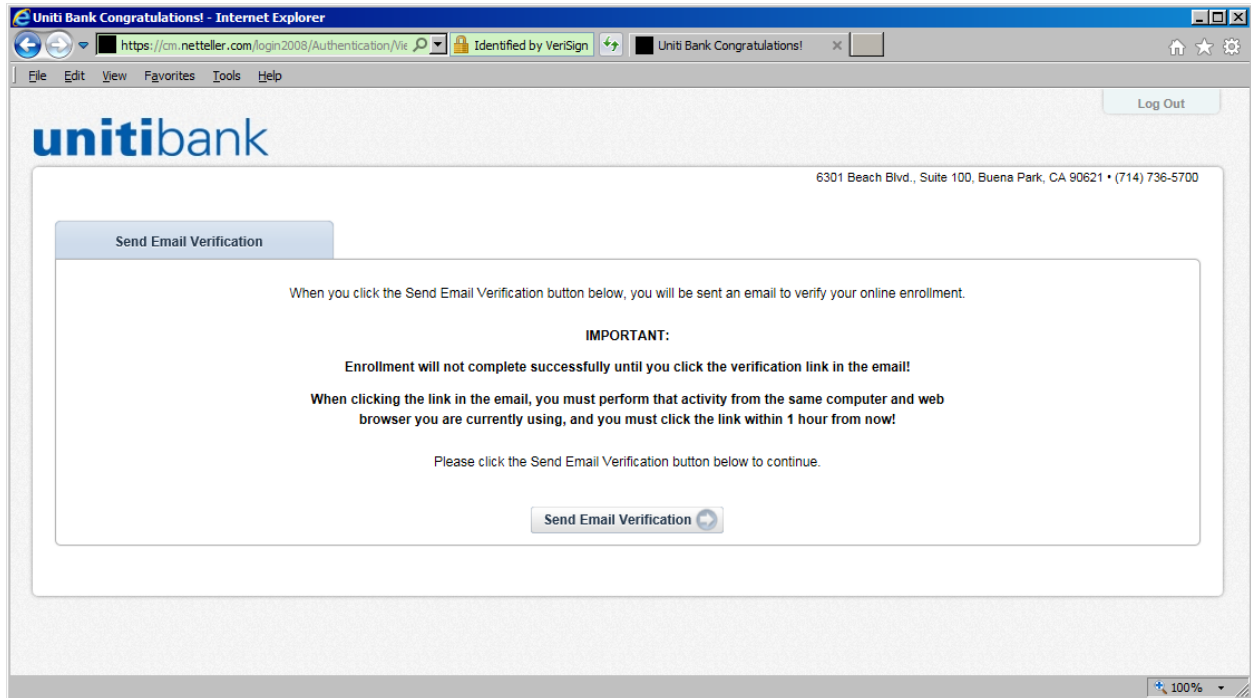 Uniti Bank Congratulations! - Internet Explorer
https://cm.netteller.com/login2008/Authentication/Vie
Identified by VeriSign
Uniti Bank Congratulations!
File Edit View Favorites Tools Help
Log Out
unitibank
6301 Beach Blvd., Suite 100, Buena Park, CA 90621 • (714) 736-5700
Send Email Verification
When you click the Send Email Verification button below, you will be sent an email to verify your online enrollment.
IMPORTANT:
Enrollment will not complete successfully until you click the verification link in the email!
When clicking the link in the email, you must perform that activity from the same computer and web
browser you are currently using, and you must click the link within 1 hour from now!
Please click the Send Email Verification button below to continue.
Send Email Verification
100%